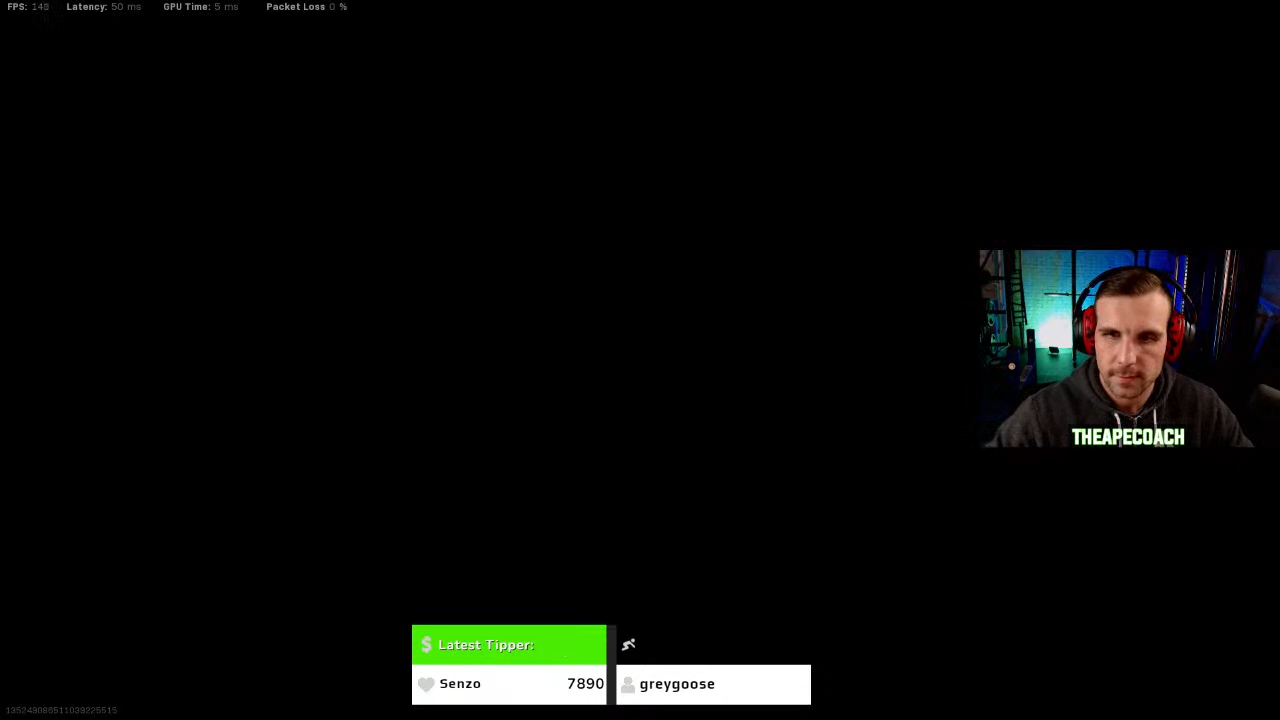 FPS: 148 Latency: 50 ms GPU Time: 5 ms Packet Loss 0 %
THEAPECOACH
$ Latest Tipper:
Senzo 7890 greygoose